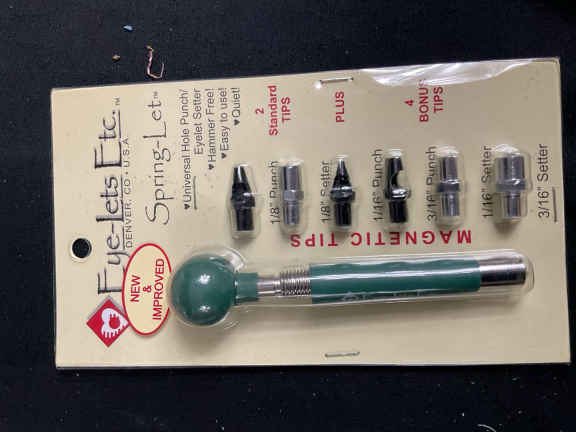 Eye-Lets Etc.™
DENVER, CO • U.S.A.
NEW
&
IMPROVED
Spring-Let™
♥Universal Hole Punch/
Eyelet Setter
♥Hammer Free!
♥Easy to use!
♥Quiet!
2
Standard
TIPS
PLUS
4
BONUS
TIPS
1/8" Punch
1/8" Setter
1/16" Punch
3/16" Punch
1/16" Setter
3/16" Setter
MAGNETIC TIPS